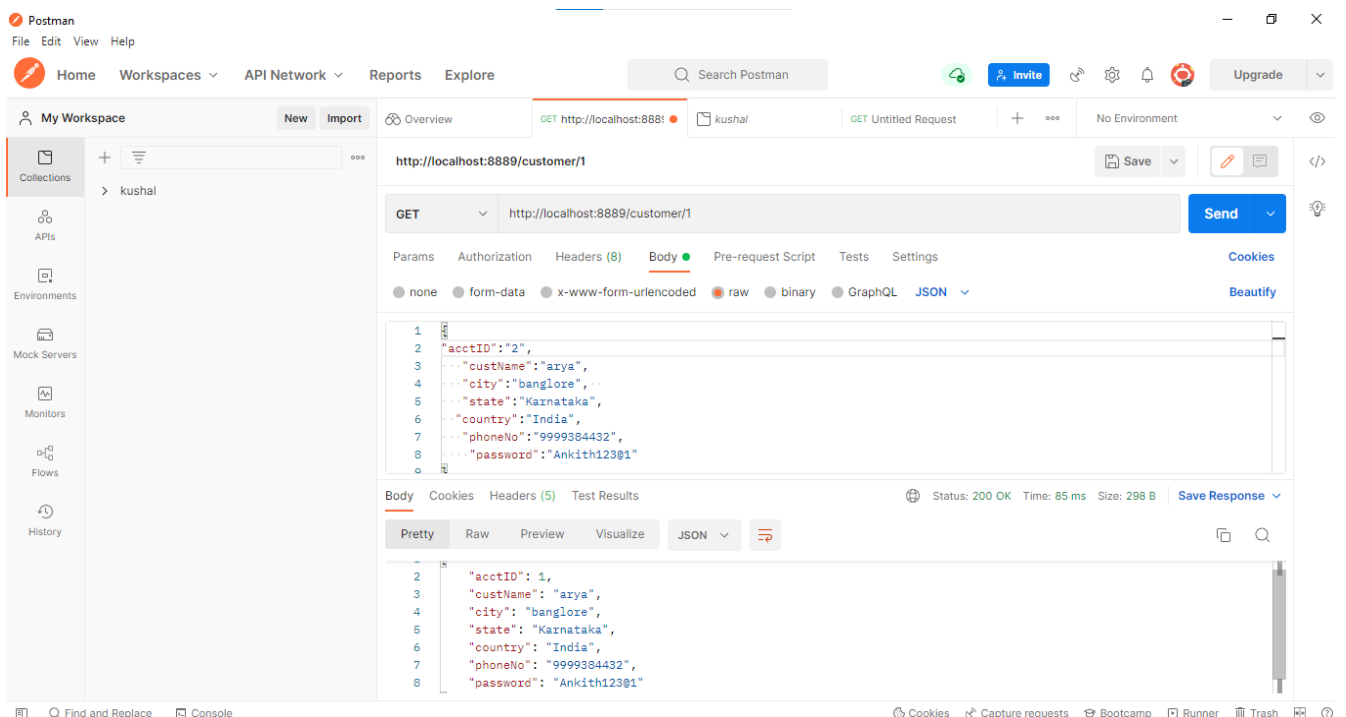 Postman
File Edit View Help
Home Workspaces API Network Reports Explore Search Postman Invite Upgrade
My Workspace New Import Overview GET http://localhost:8889 kushal GET Untitled Request No Environment
Collections
kushal
APIs
Environments
Mock Servers
Monitors
Flows
History
http://localhost:8889/customer/1 Save
GET http://localhost:8889/customer/1 Send
Params Authorization Headers (8) Body Pre-request Script Tests Settings Cookies
none form-data x-www-form-urlencoded raw binary GraphQL JSON Beautify
1 {
2 "acctID":"2",
3 "custName":"arya",
4 "city":"banglore",
5 "state":"Karnataka",
6 "country":"India",
7 "phoneNo":"9999384432",
8 "password":"Ankith123@1"
9 }
Body Cookies Headers (5) Test Results Status: 200 OK Time: 85 ms Size: 298 B Save Response
Pretty Raw Preview Visualize JSON
2 "acctID": 1,
3 "custName": "arya",
4 "city": "banglore",
5 "state": "Karnataka",
6 "country": "India",
7 "phoneNo": "9999384432",
8 "password": "Ankith123@1"
Find and Replace Console Cookies Capture requests Bootcamp Runner Trash